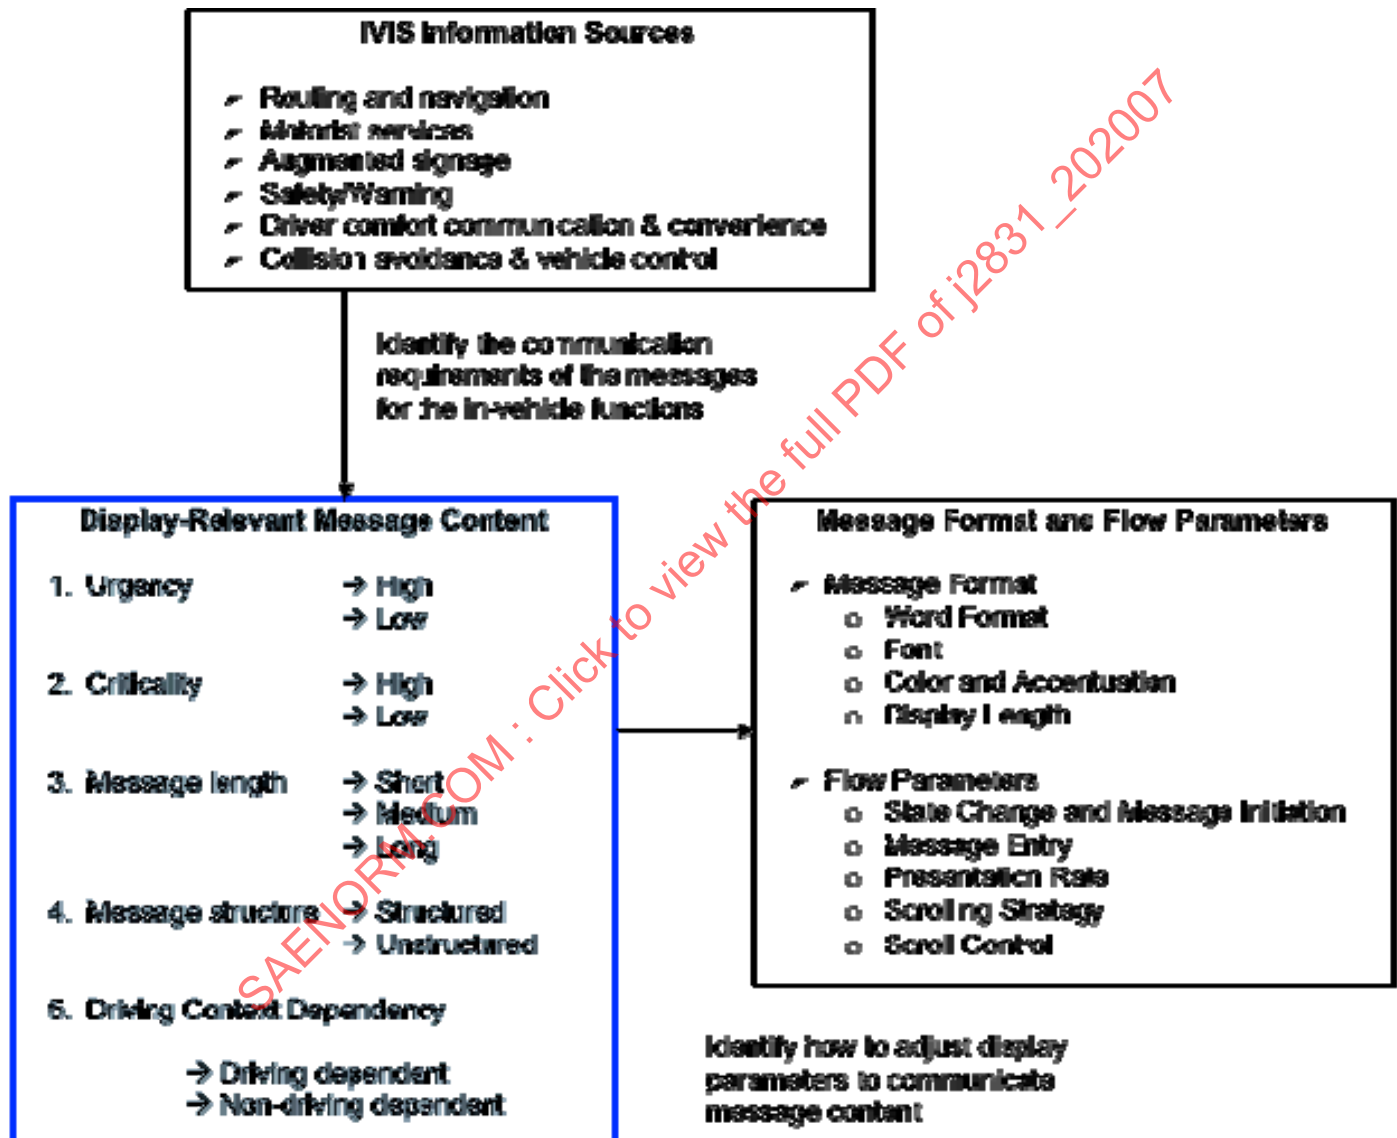 IVIS Information Sources
Routing and navigation
Motorist services
Augmented signage
Safety/Warning
Driver comfort communication & convenience
Collision avoidance & vehicle control
Identify the communication
requirements of the messages
for the in-vehicle functions
Display-Relevant Message Content
1. Urgency → High
→ Low
2. Criticality → High
→ Low
3. Message length → Short
→ Medium
→ Long
4. Message structure → Structured
→ Unstructured
5. Driving Context Dependency
→ Driving dependent
→ Non-driving dependent
Message Format and Flow Parameters
Message Format
o Word Format
o Font
o Color and Accentuation
o Display Length
Flow Parameters
o State Change and Message Initiation
o Message Entry
o Presentation Rate
o Scrolling Strategy
o Scroll Control
Identify how to adjust display
parameters to communicate
message content
SAENORM.COM : Click to view the full PDF of j2831_202007